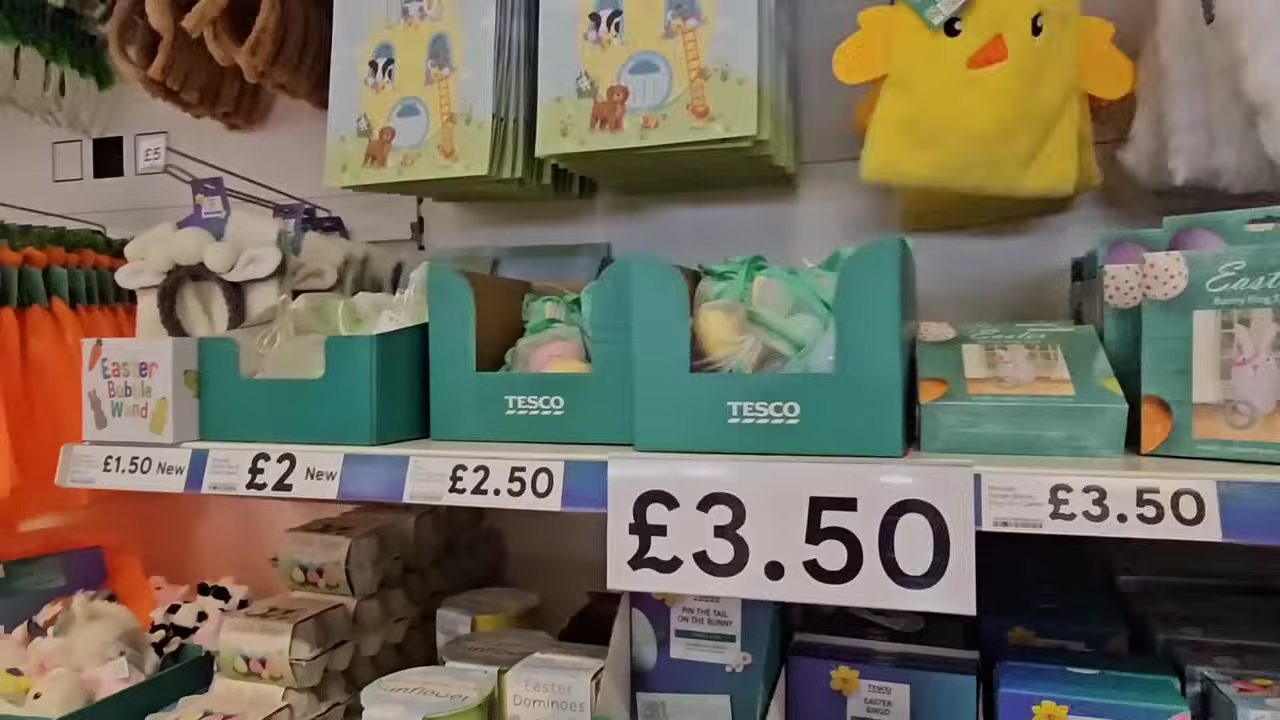 £5
Easter
Bubble
Wand
TESCO
TESCO
Easter
East
Bunny Ring
£1.50 New
£2 New
£2.50
£3.50
£3.50
PIN THE TAIL
ON THE BUNNY
sunflower
Easter
Dominoes
TESCO
EASTER
BINGO